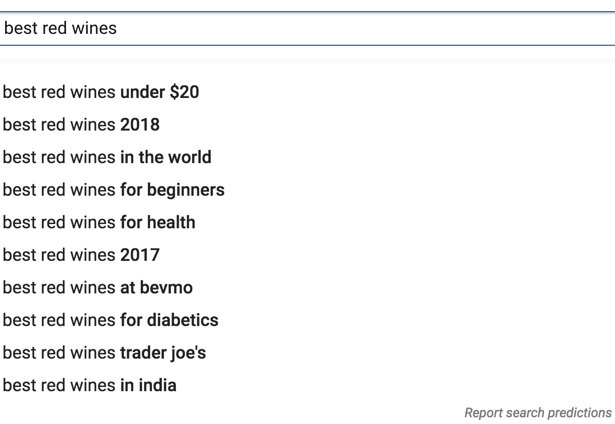 best red wines
best red wines under $20
best red wines 2018
best red wines in the world
best red wines for beginners
best red wines for health
best red wines 2017
best red wines at bevmo
best red wines for diabetics
best red wines trader joe's
best red wines in india
Report search predictions